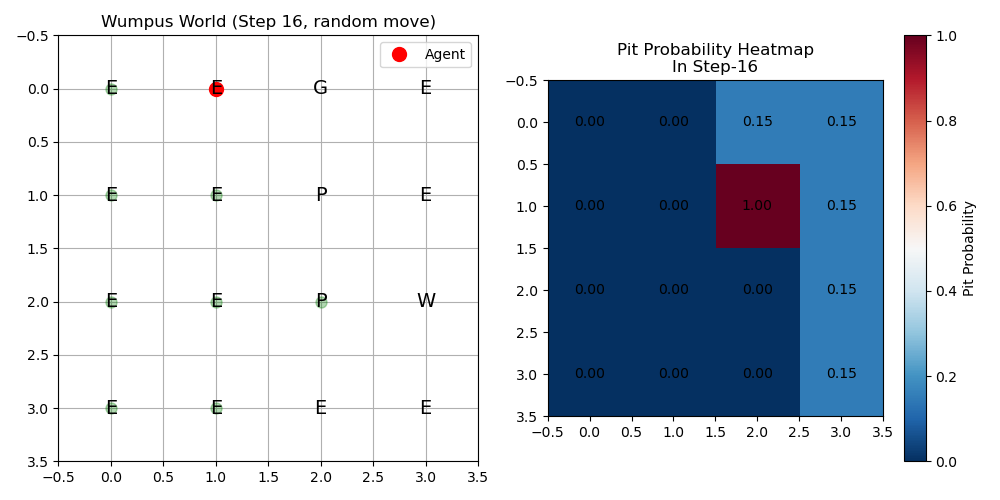 Wumpus World (Step 16, random move)
−0.5
0.0
0.5
1.0
1.5
2.0
2.5
3.0
3.5
Agent
E E G E
E E P E
E E P W
E E E E
−0.5 0.0 0.5 1.0 1.5 2.0 2.5 3.0 3.5
Pit Probability Heatmap
In Step-16
−0.5
0.0
0.5
1.0
1.5
2.0
2.5
3.0
3.5
0.00 0.00 0.15 0.15
0.00 0.00 1.00 0.15
0.00 0.00 0.00 0.15
0.00 0.00 0.00 0.15
−0.5 0.0 0.5 1.0 1.5 2.0 2.5 3.0 3.5
1.0
0.8
0.6
0.4
0.2
0.0
Pit Probability